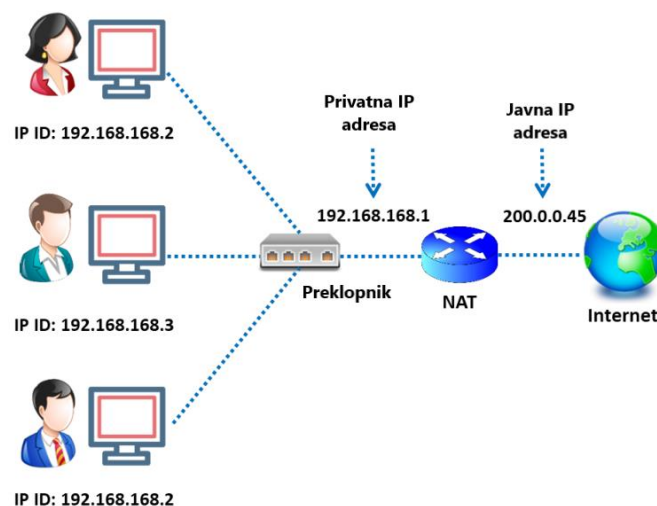 IP ID: 192.168.168.2
Privatna IP
adresa
Javna IP
adresa
192.168.168.1
200.0.0.45
Preklopnik
NAT
Internet
IP ID: 192.168.168.3
IP ID: 192.168.168.2